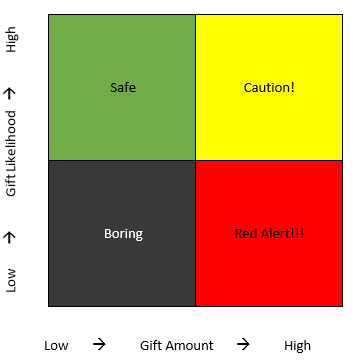 High
Gift Likelihood
Low
Safe
Caution!
Boring
Red Alert!!!
Low → Gift Amount → High